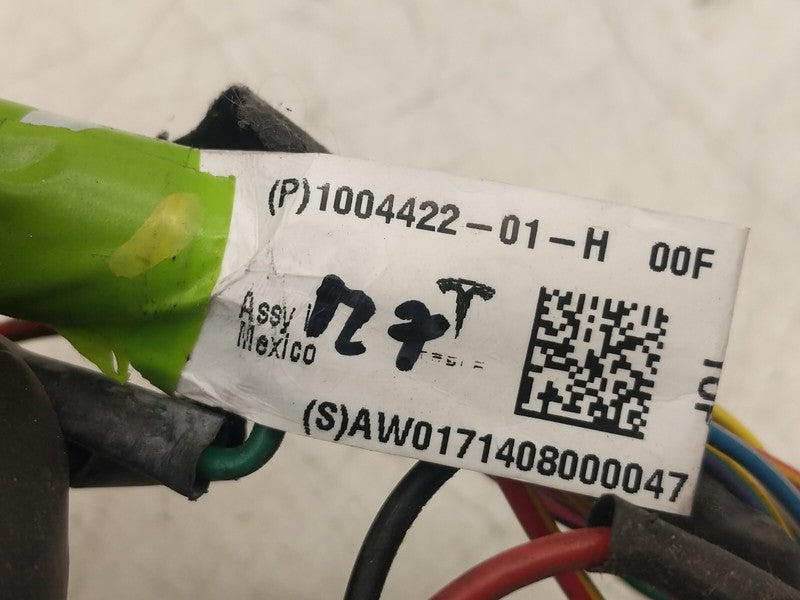 (P)1004422-01-H 00F
Assy
Mexico
(S)AW0171408000047